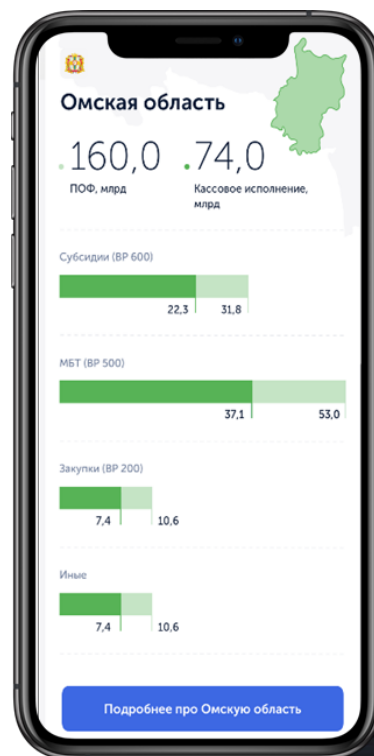 Омская область
160,0 74,0
ПОФ, млрд Кассовое исполнение,
млрд
Субсидии (ВР 600)
22,3 31,8
МБТ (ВР 500)
37,1 53,0
Закупки (ВР 200)
7,4 10,6
Иные
7,4 10,6
Подробнее про Омскую область